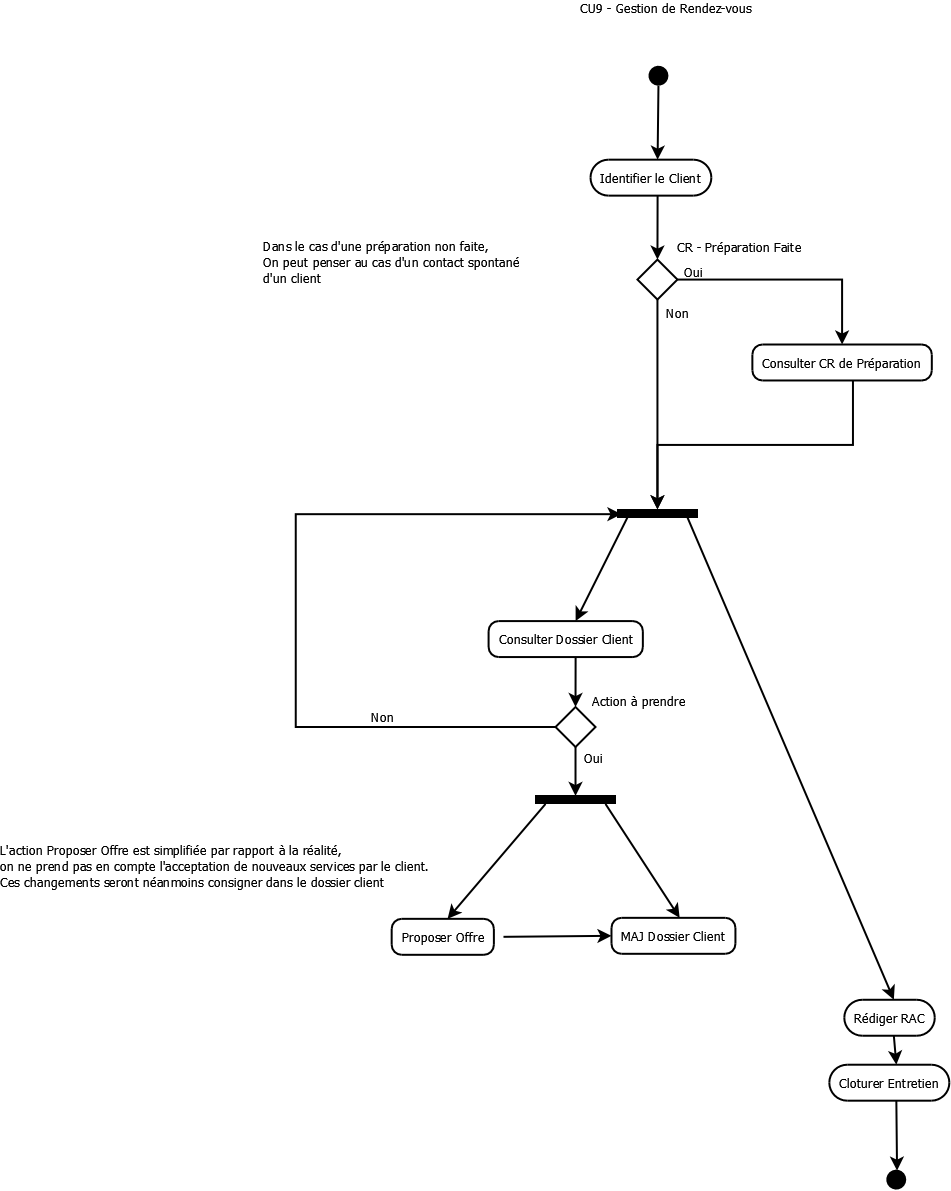 CU9 - Gestion de Rendez-vous
Identifier le Client
Dans le cas d'une préparation non faite,
On peut penser au cas d'un contact spontané
d'un client
CR - Préparation Faite
Oui
Non
Consulter CR de Préparation
Consulter Dossier Client
Action à prendre
Non
Oui
L'action Proposer Offre est simplifiée par rapport à la réalité,
on ne prend pas en compte l'acceptation de nouveaux services par le client.
Ces changements seront néanmoins consigner dans le dossier client
Proposer Offre
MAJ Dossier Client
Rédiger RAC
Cloturer Entretien